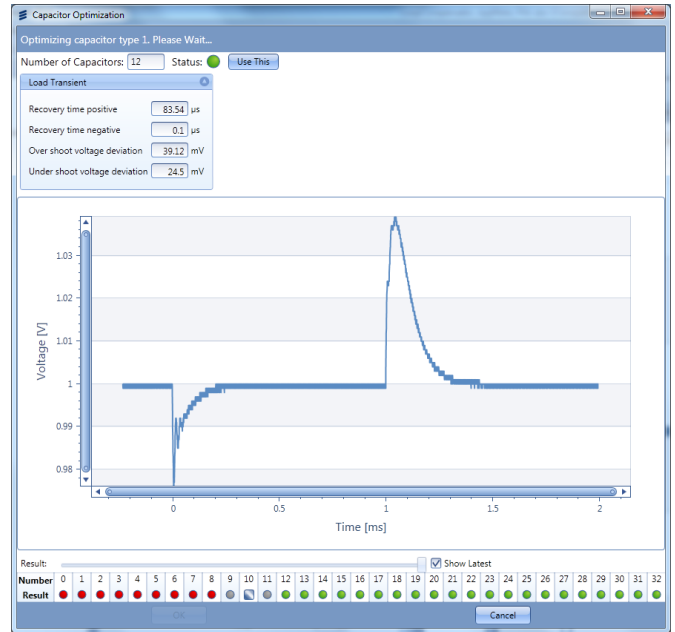 Capacitor Optimization
Optimizing capacitor type 1. Please Wait...
Number of Capacitors: 12 Status: Use This
Load Transient
Recovery time positive 83.54 µs
Recovery time negative 0.1 µs
Over shoot voltage deviation 39.12 mV
Under shoot voltage deviation 24.5 mV
1.03
1.02
1.01
1
0.99
0.98
Voltage [V]
0 0.5 1 1.5 2
Time [ms]
Result: Show Latest
Number 0 1 2 3 4 5 6 7 8 9 10 11 12 13 14 15 16 17 18 19 20 21 22 23 24 25 26 27 28 29 30 31 32
Result
OK Cancel